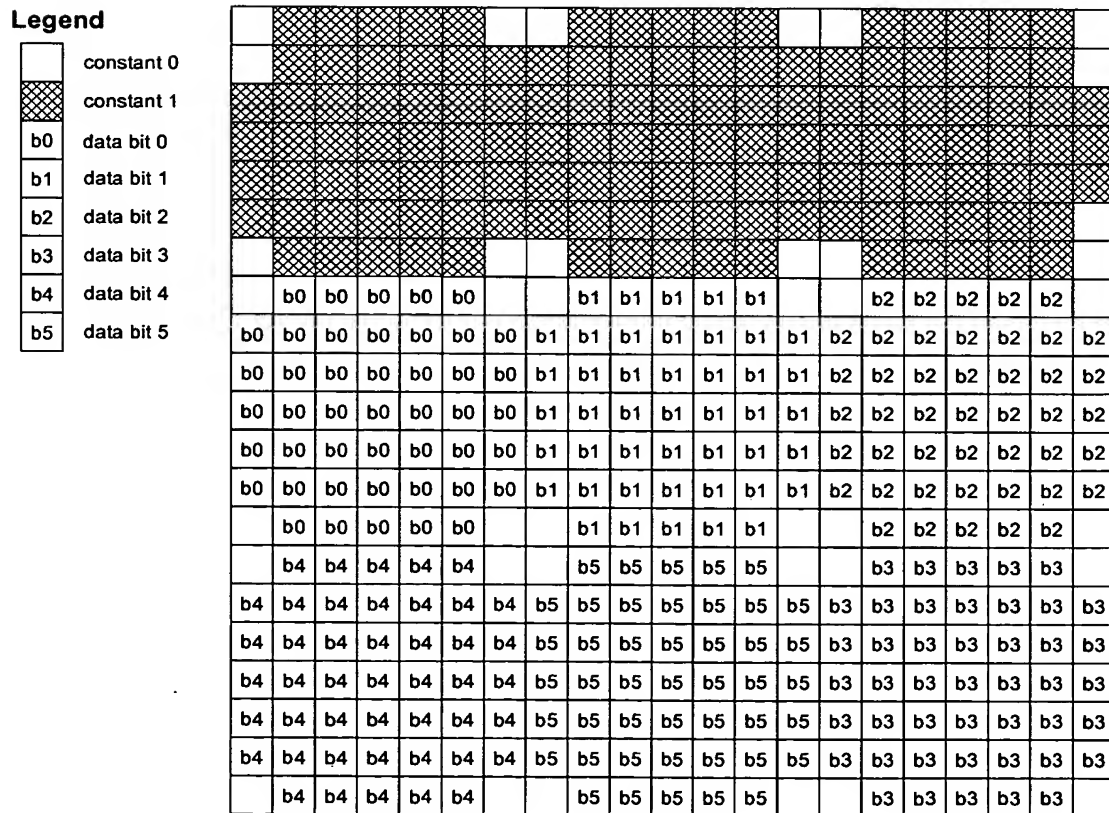 Legend
constant 0
constant 1
b0 data bit 0
b1 data bit 1
b2 data bit 2
b3 data bit 3
b4 data bit 4
b5 data bit 5
b0 b0 b0 b0 b0 b1 b1 b1 b1 b1 b2 b2 b2 b2 b2
b0 b0 b0 b0 b0 b0 b0 b1 b1 b1 b1 b1 b1 b1 b2 b2 b2 b2 b2 b2 b2
b0 b0 b0 b0 b0 b0 b0 b1 b1 b1 b1 b1 b1 b1 b2 b2 b2 b2 b2 b2 b2
b0 b0 b0 b0 b0 b0 b0 b1 b1 b1 b1 b1 b1 b1 b2 b2 b2 b2 b2 b2 b2
b0 b0 b0 b0 b0 b0 b0 b1 b1 b1 b1 b1 b1 b1 b2 b2 b2 b2 b2 b2 b2
b0 b0 b0 b0 b0 b0 b0 b1 b1 b1 b1 b1 b1 b1 b2 b2 b2 b2 b2 b2 b2
b0 b0 b0 b0 b0 b1 b1 b1 b1 b1 b2 b2 b2 b2 b2
b4 b4 b4 b4 b4 b5 b5 b5 b5 b5 b3 b3 b3 b3 b3
b4 b4 b4 b4 b4 b4 b4 b5 b5 b5 b5 b5 b5 b5 b3 b3 b3 b3 b3 b3 b3
b4 b4 b4 b4 b4 b4 b4 b5 b5 b5 b5 b5 b5 b5 b3 b3 b3 b3 b3 b3 b3
b4 b4 b4 b4 b4 b4 b4 b5 b5 b5 b5 b5 b5 b5 b3 b3 b3 b3 b3 b3 b3
b4 b4 b4 b4 b4 b4 b4 b5 b5 b5 b5 b5 b5 b5 b3 b3 b3 b3 b3 b3 b3
b4 b4 b4 b4 b4 b4 b4 b5 b5 b5 b5 b5 b5 b5 b3 b3 b3 b3 b3 b3 b3
b4 b4 b4 b4 b4 b5 b5 b5 b5 b5 b3 b3 b3 b3 b3